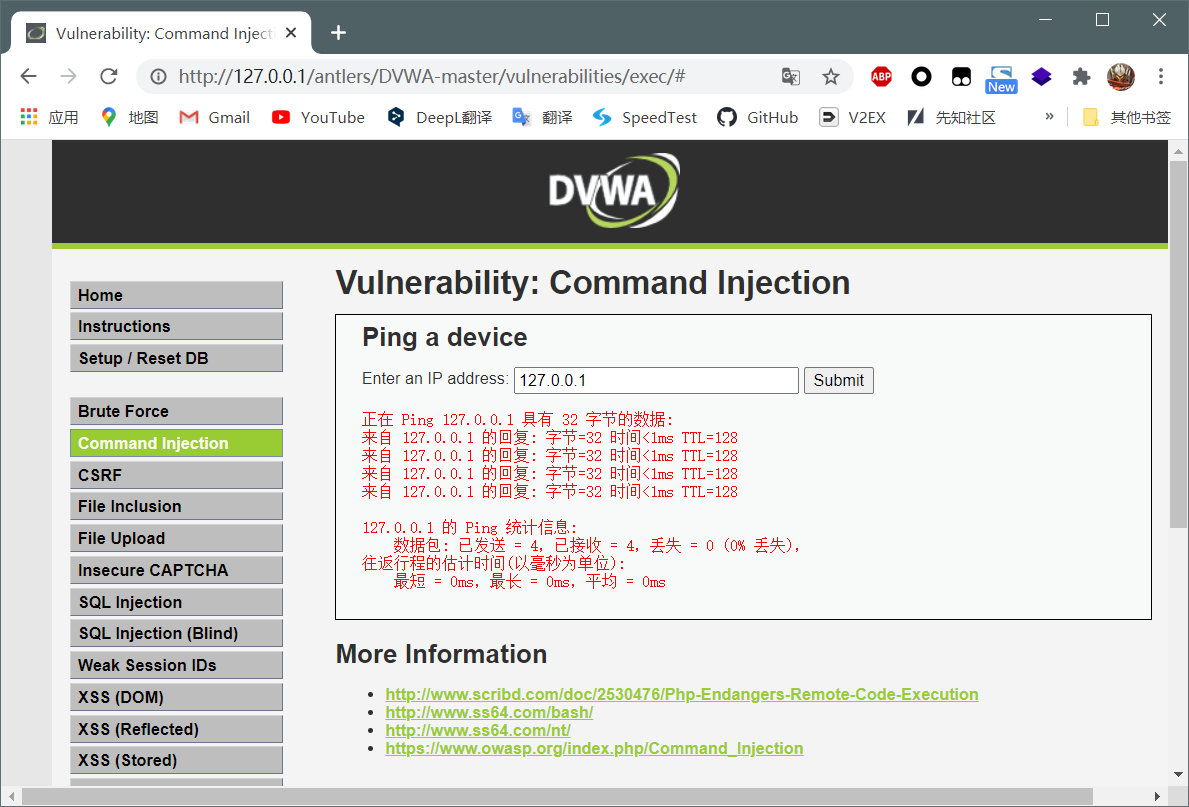 Vulnerability: Command Injecti
http://127.0.0.1/antlers/DVWA-master/vulnerabilities/exec/#
ABP
New
应用
地图
Gmail
YouTube
DeepL翻译
翻译
SpeedTest
GitHub
V2EX
先知社区
»
其他书签
DVWA
Home
Instructions
Setup / Reset DB
Brute Force
Command Injection
CSRF
File Inclusion
File Upload
Insecure CAPTCHA
SQL Injection
SQL Injection (Blind)
Weak Session IDs
XSS (DOM)
XSS (Reflected)
XSS (Stored)
Vulnerability: Command Injection
Ping a device
Enter an IP address: 127.0.0.1 Submit
正在 Ping 127.0.0.1 具有 32 字节的数据:
来自 127.0.0.1 的回复: 字节=32 时间<1ms TTL=128
来自 127.0.0.1 的回复: 字节=32 时间<1ms TTL=128
来自 127.0.0.1 的回复: 字节=32 时间<1ms TTL=128
来自 127.0.0.1 的回复: 字节=32 时间<1ms TTL=128
127.0.0.1 的 Ping 统计信息:
数据包: 已发送 = 4，已接收 = 4，丢失 = 0 (0% 丢失)，
往返行程的估计时间(以毫秒为单位):
最短 = 0ms，最长 = 0ms，平均 = 0ms
More Information
http://www.scribd.com/doc/2530476/Php-Endangers-Remote-Code-Execution
http://www.ss64.com/bash/
http://www.ss64.com/nt/
https://www.owasp.org/index.php/Command_Injection